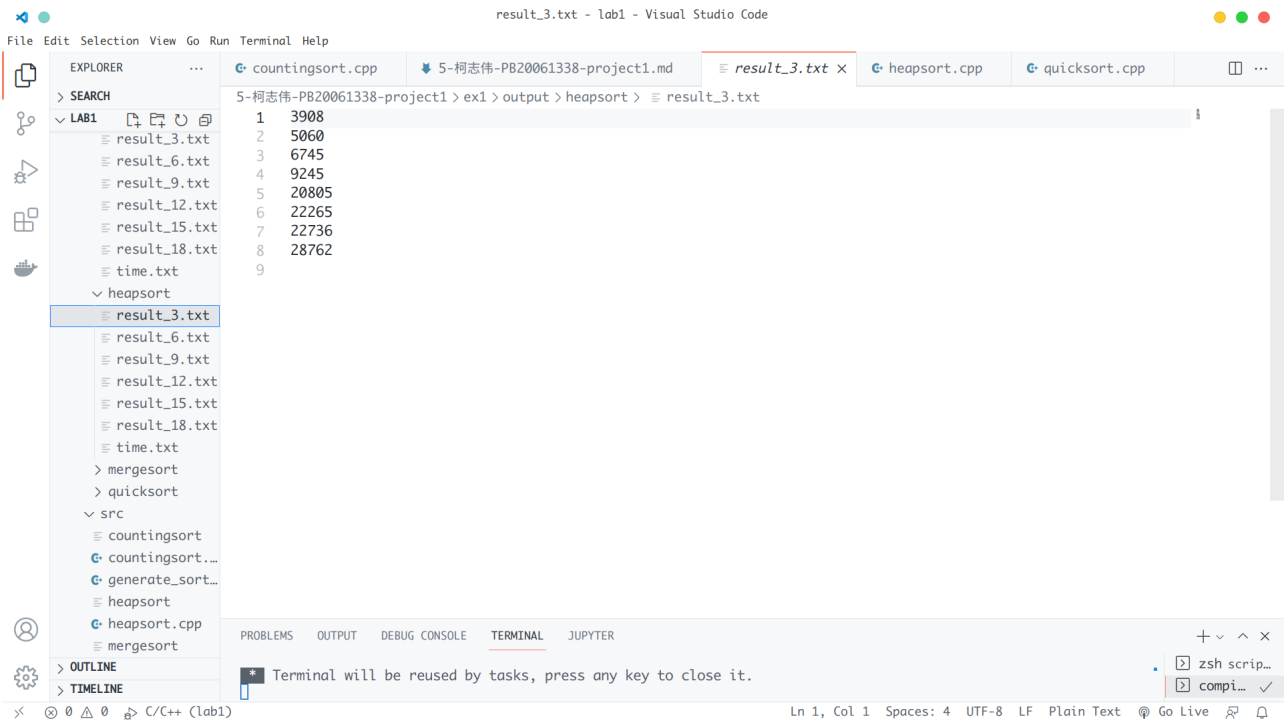 result_3.txt - lab1 - Visual Studio Code
File Edit Selection View Go Run Terminal Help
EXPLORER
countingsort.cpp
5-柯志伟-PB20061338-project1.md
result_3.txt
heapsort.cpp
quicksort.cpp
5-柯志伟-PB20061338-project1 > ex1 > output > heapsort > result_3.txt
SEARCH
LAB1
result_3.txt
result_6.txt
result_9.txt
result_12.txt
result_15.txt
result_18.txt
time.txt
heapsort
result_3.txt
result_6.txt
result_9.txt
result_12.txt
result_15.txt
result_18.txt
time.txt
mergesort
quicksort
src
countingsort
countingsort....
generate_sort…
heapsort
heapsort.cpp
mergesort
OUTLINE
TIMELINE
1 3908
2 5060
3 6745
4 9245
5 20805
6 22265
7 22736
8 28762
9
PROBLEMS OUTPUT DEBUG CONSOLE TERMINAL JUPYTER
* Terminal will be reused by tasks, press any key to close it.
zsh scrip…
compi…
0 0 C/C++ (lab1)
Ln 1, Col 1 Spaces: 4 UTF-8 LF Plain Text Go Live